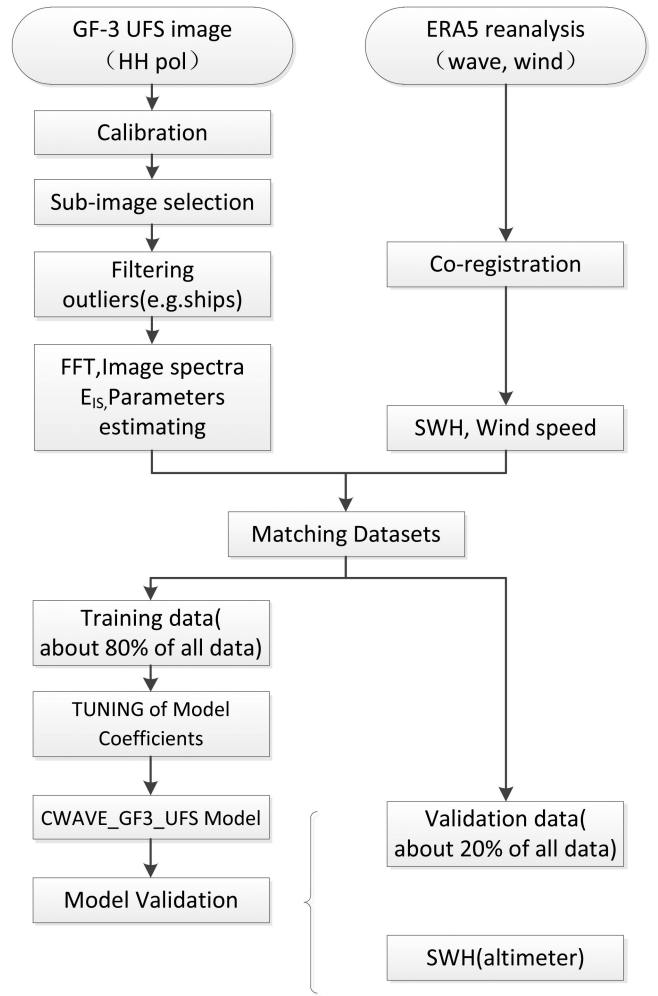 GF-3 UFS image
（HH pol）
ERA5 reanalysis
（wave, wind）
Calibration
Sub-image selection
Filtering
outliers(e.g.ships)
Co-registration
FFT,Image spectra
EIS,Parameters
estimating
SWH, Wind speed
Matching Datasets
Training data(
about 80% of all data)
TUNING of Model
Coefficients
CWAVE_GF3_UFS Model
Model Validation
Validation data(
about 20% of all data)
SWH(altimeter)